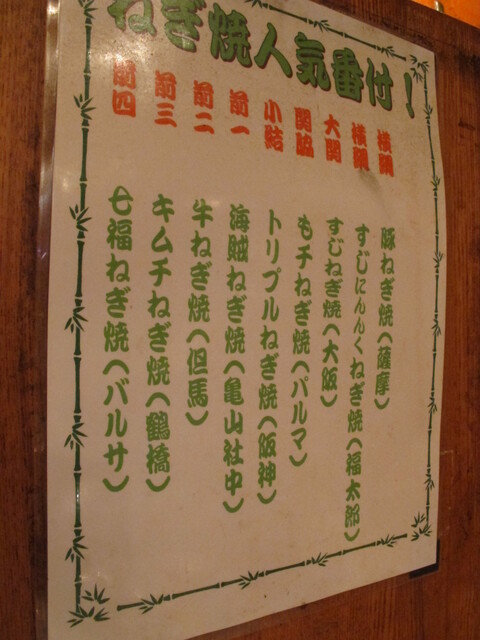 ねぎ焼人気番付！
横綱 豚ねぎ焼（薩摩）
横綱 すじにんにくねぎ焼（福太郎）
大関 すじねぎ焼（大阪）
関脇 もチねぎ焼（パルマ）
小結 トリプルねぎ焼（阪神）
前一 海賊ねぎ焼（亀山社中）
前二 牛ねぎ焼（但馬）
前三 キムチねぎ焼（鶴橋）
前四 七福ねぎ焼（バルサ）